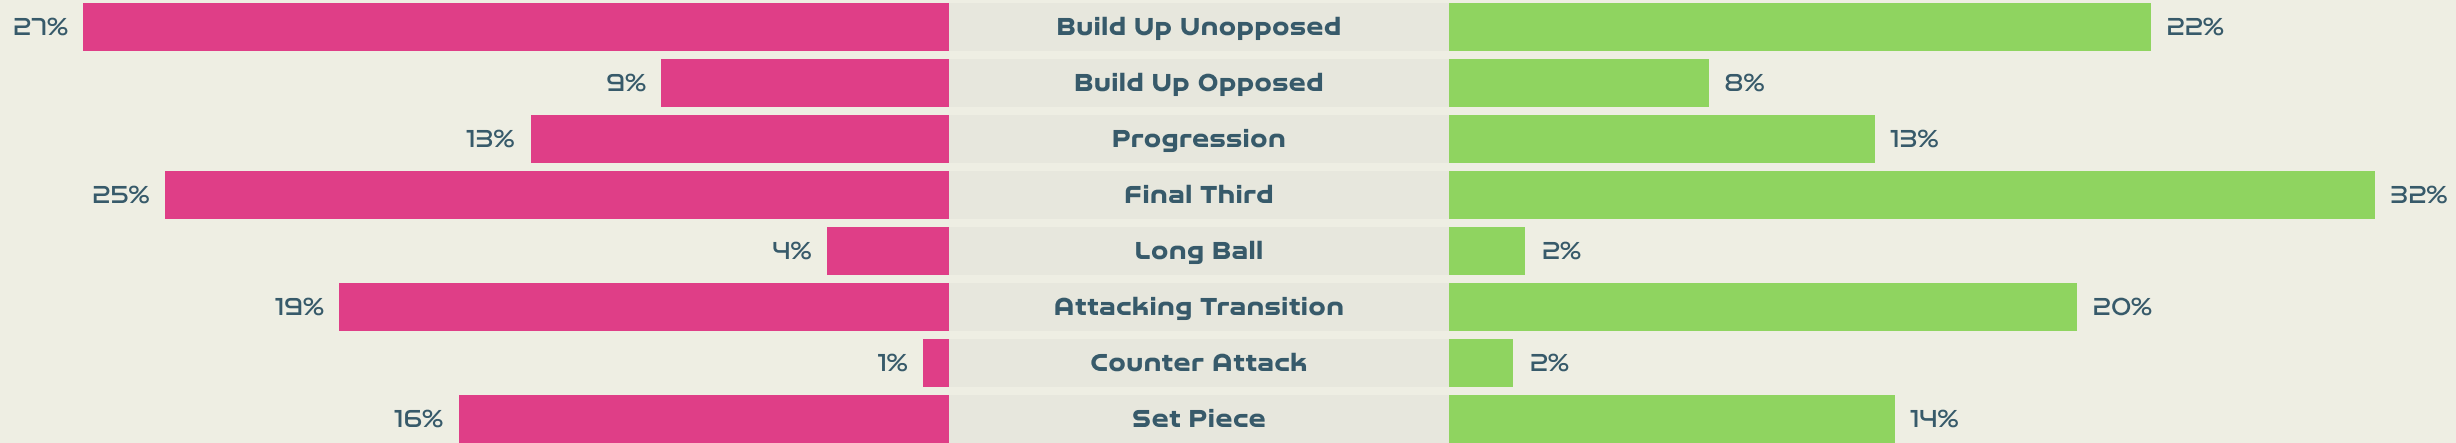 27% Build Up Unopposed 22%
9% Build Up Opposed 8%
13% Progression 13%
25% Final Third 32%
4% Long Ball 2%
19% Attacking Transition 20%
1% Counter Attack 2%
16% Set Piece 14%